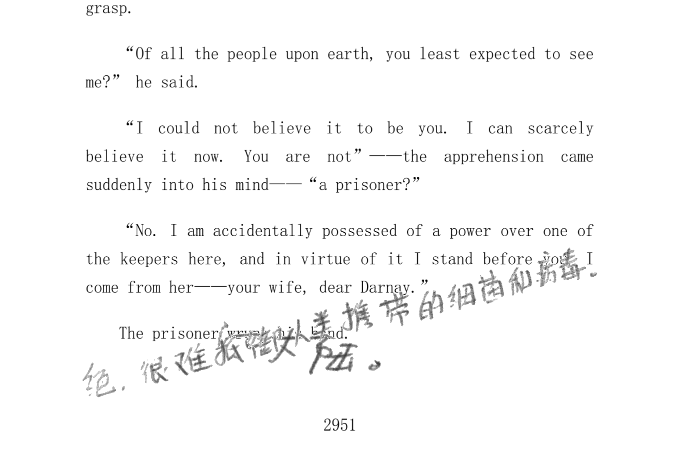 grasp.
“Of all the people upon earth, you least expected to see
me?” he said.
“I could not believe it to be you. I can scarcely
believe it now. You are not”——the apprehension came
suddenly into his mind——“a prisoner?”
“No. I am accidentally possessed of a power over one of
the keepers here, and in virtue of it I stand before you. I
come from her——your wife, dear Darnay.”
The prisoner wrung his hand.
绝，很难抵御人类携带的细菌和病毒。
2951